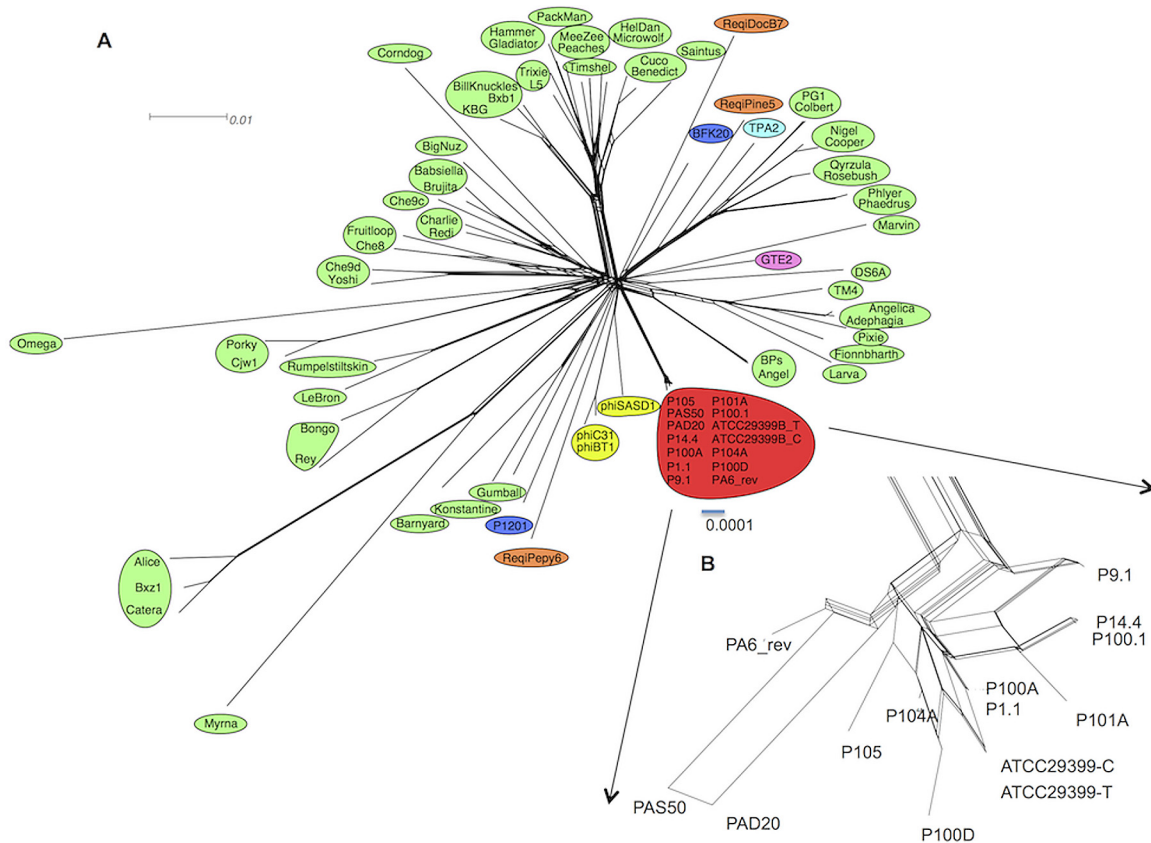 A
0.01
PackMan
Hammer
Gladiator
MeeZee
Peaches
HelDan
Microwolf
ReqiDocB7
Corndog
Timshel
Cuco
Benedict
Saintus
Trixie
L5
BillKnuckles
Bxb1
KBG
ReqiPine5
PG1
Colbert
BFK20
TPA2
Nigel
Cooper
BigNuz
Babsiella
Brujita
Qyrzula
Rosebush
Che9c
Phlyer
Phaedrus
Charlie
Redi
Marvin
Fruitloop
Che8
GTE2
Che9d
Yoshi
DS6A
TM4
Angelica
Adephagia
Omega
Pixie
Porky
Cjw1
Fionnbharth
Rumpelstiltskin
BPs
Angel
Larva
LeBron
phiSASD1
Bongo
Rey
phiC31
phiBT1
P105 P101A
PAS50 P100.1
PAD20 ATCC29399B_T
P14.4 ATCC29399B_C
P100A P104A
P1.1 P100D
P9.1 PA6_rev
Gumball
Konstantine
Barnyard
P1201
ReqiPepy6
0.0001
Alice
Bxz1
Catera
Myrna
B
P9.1
P14.4
P100.1
PA6_rev
P100A
P1.1
P104A
P101A
P105
ATCC29399-C
ATCC29399-T
PAS50
PAD20
P100D